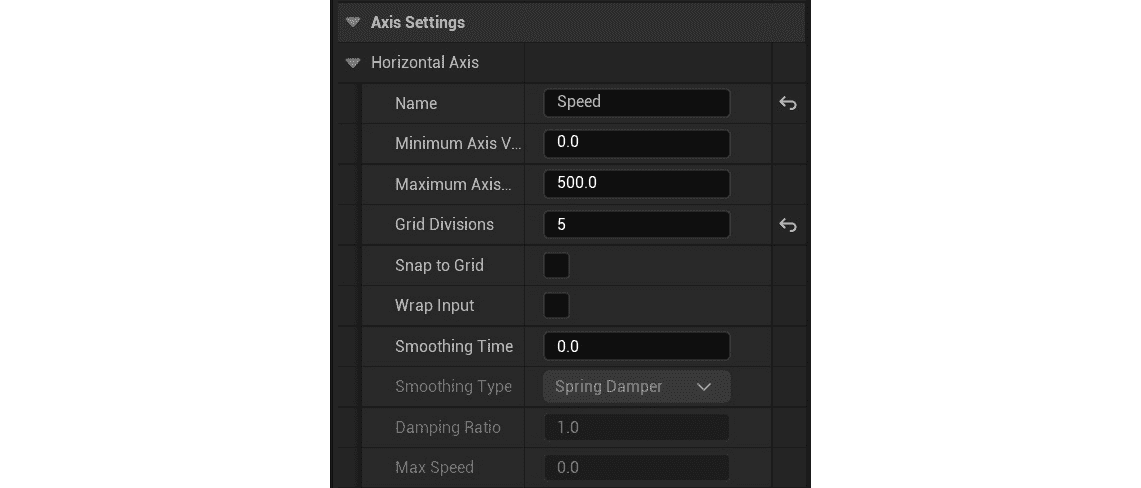 Axis Settings
Horizontal Axis
Name Speed
Minimum Axis V... 0.0
Maximum Axis... 500.0
Grid Divisions 5
Snap to Grid
Wrap Input
Smoothing Time 0.0
Smoothing Type Spring Damper
Damping Ratio 1.0
Max Speed 0.0